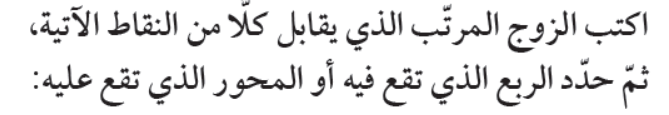 اكتب الزوج المرتّب الذي يقابل كلًّا من النقاط الآتية،
ثمّ حدّد الربع الذي تقع فيه أو المحور الذي تقع عليه: